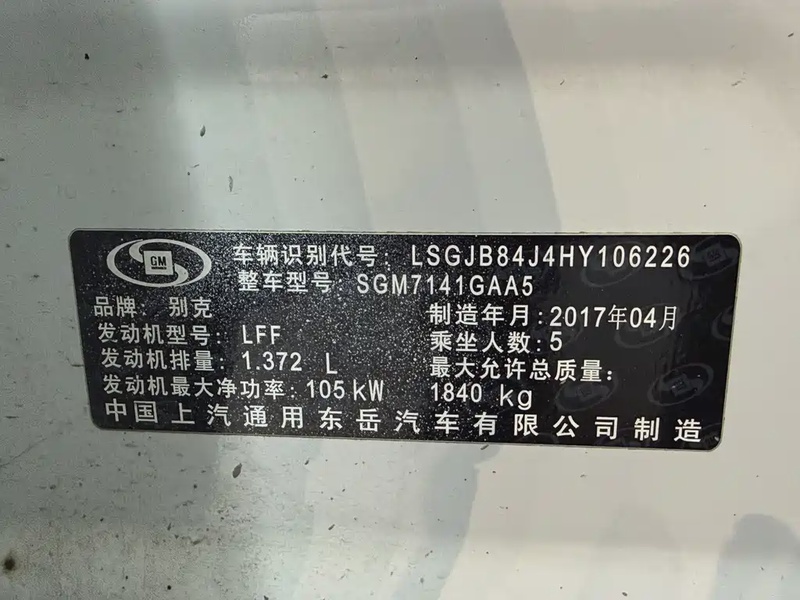 GM
车辆识别代号: LSGJB84J4HY106226
整车型号: SGM7141GAA5
品牌: 别克
制造年月: 2017年04月
发动机型号: LFF
乘坐人数: 5
发动机排量: 1.372 L
最大允许总质量:
发动机最大净功率: 105 kW
1840 kg
中国上汽通用东岳汽车有限公司制造